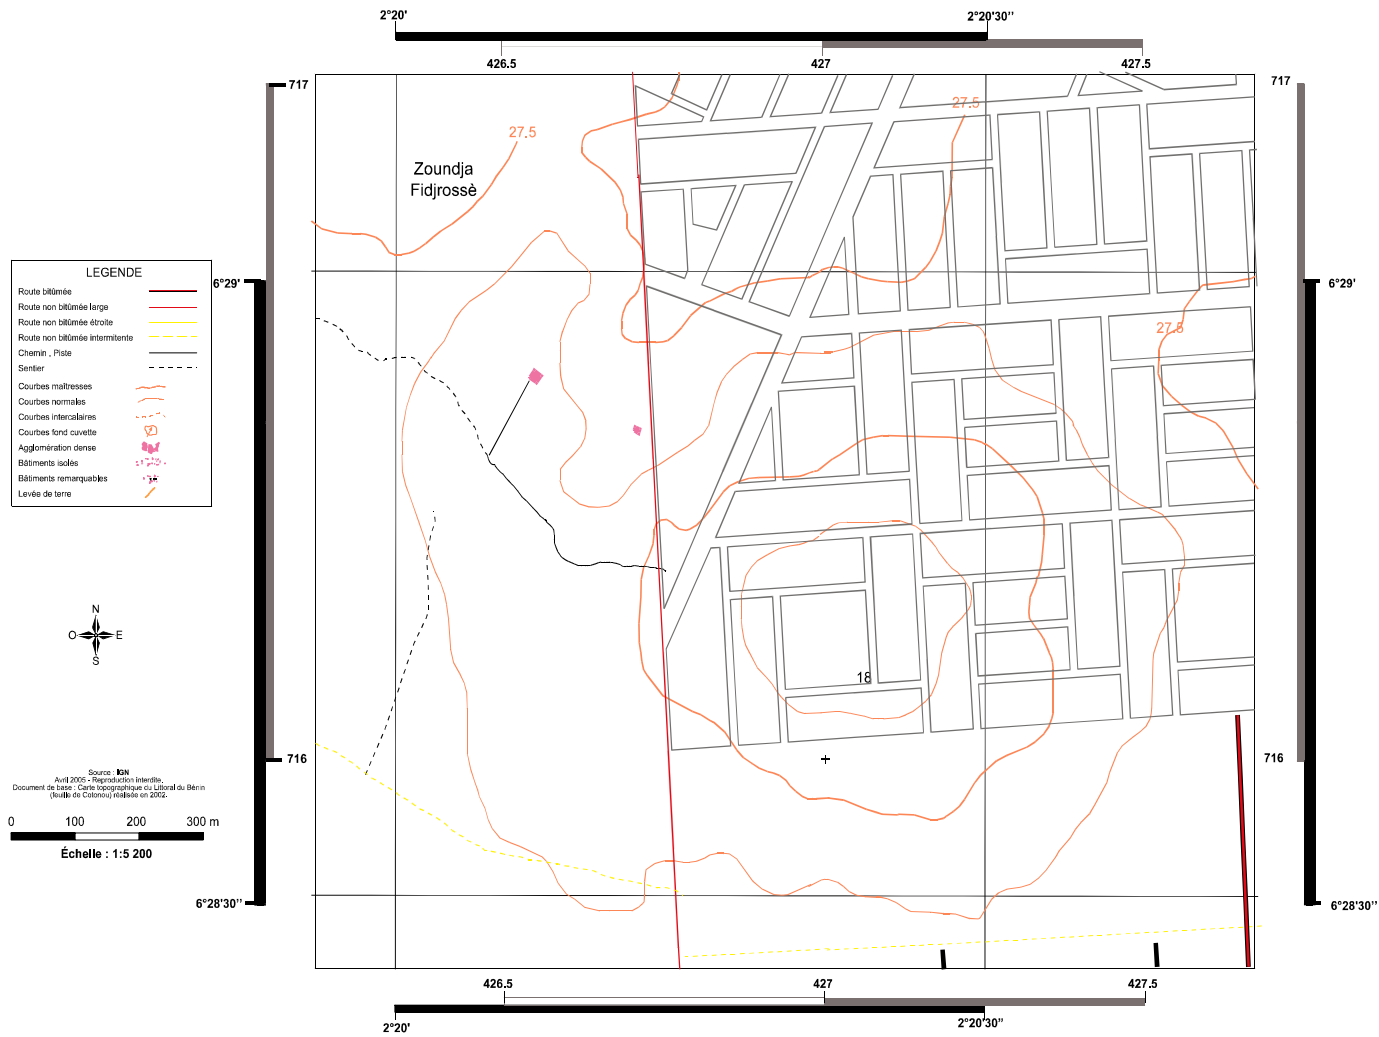 2°20'
2°20'30''
426.5
427
427.5
717
717
27.5
27.5
Zoundja
Fidjrossè
LEGENDE
Route bitûmée
Route non bitûmée large
Route non bitûmée étroite
Route non bitûmée intermitente
Chemin , Piste
Sentier
Courbes maîtresses
Courbes normales
Courbes intercalaires
Courbes fond cuvette
Agglomération dense
Bâtiments isolés
Bâtiments remarquables
Levée de terre
6°29'
6°29'
27.5
N
O
E
S
18
716
716
Source : IGN
Avril 2005 - Reproduction interdite.
Document de base : Carte topographique du Littoral du Bénin
(feuille de Cotonou) réalisée en 2002.
0
100
200
300 m
Échelle : 1:5 200
6°28'30''
6°28'30''
426.5
427
427.5
2°20'
2°20'30''